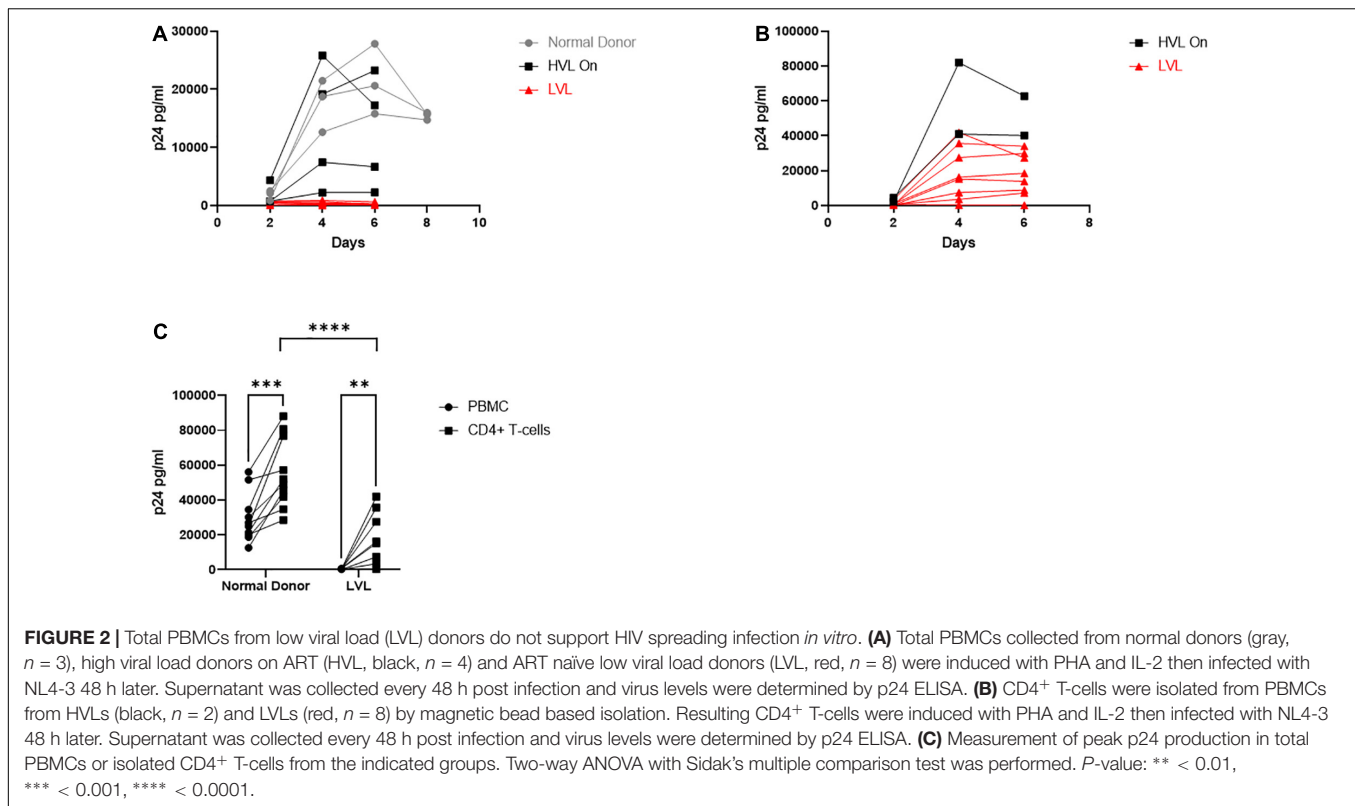 A
30000
20000
10000
0
p24 pg/ml
0
2
4
6
8
10
Days
Normal Donor
HVL On
LVL
B
100000
80000
60000
40000
20000
0
p24 pg/ml
0
2
4
6
8
Days
HVL On
LVL
C
****
***
**
100000
80000
60000
40000
20000
0
p24 pg/ml
Normal Donor
LVL
PBMC
CD4+ T-cells
FIGURE 2 | Total PBMCs from low viral load (LVL) donors do not support HIV spreading infection in vitro. (A) Total PBMCs collected from normal donors (gray,
n = 3), high viral load donors on ART (HVL, black, n = 4) and ART naïve low viral load donors (LVL, red, n = 8) were induced with PHA and IL-2 then infected with
NL4-3 48 h later. Supernatant was collected every 48 h post infection and virus levels were determined by p24 ELISA. (B) CD4⁺ T-cells were isolated from PBMCs
from HVLs (black, n = 2) and LVLs (red, n = 8) by magnetic bead based isolation. Resulting CD4⁺ T-cells were induced with PHA and IL-2 then infected with NL4-3
48 h later. Supernatant was collected every 48 h post infection and virus levels were determined by p24 ELISA. (C) Measurement of peak p24 production in total
PBMCs or isolated CD4⁺ T-cells from the indicated groups. Two-way ANOVA with Sidak's multiple comparison test was performed. P-value: ** < 0.01,
*** < 0.001, **** < 0.0001.